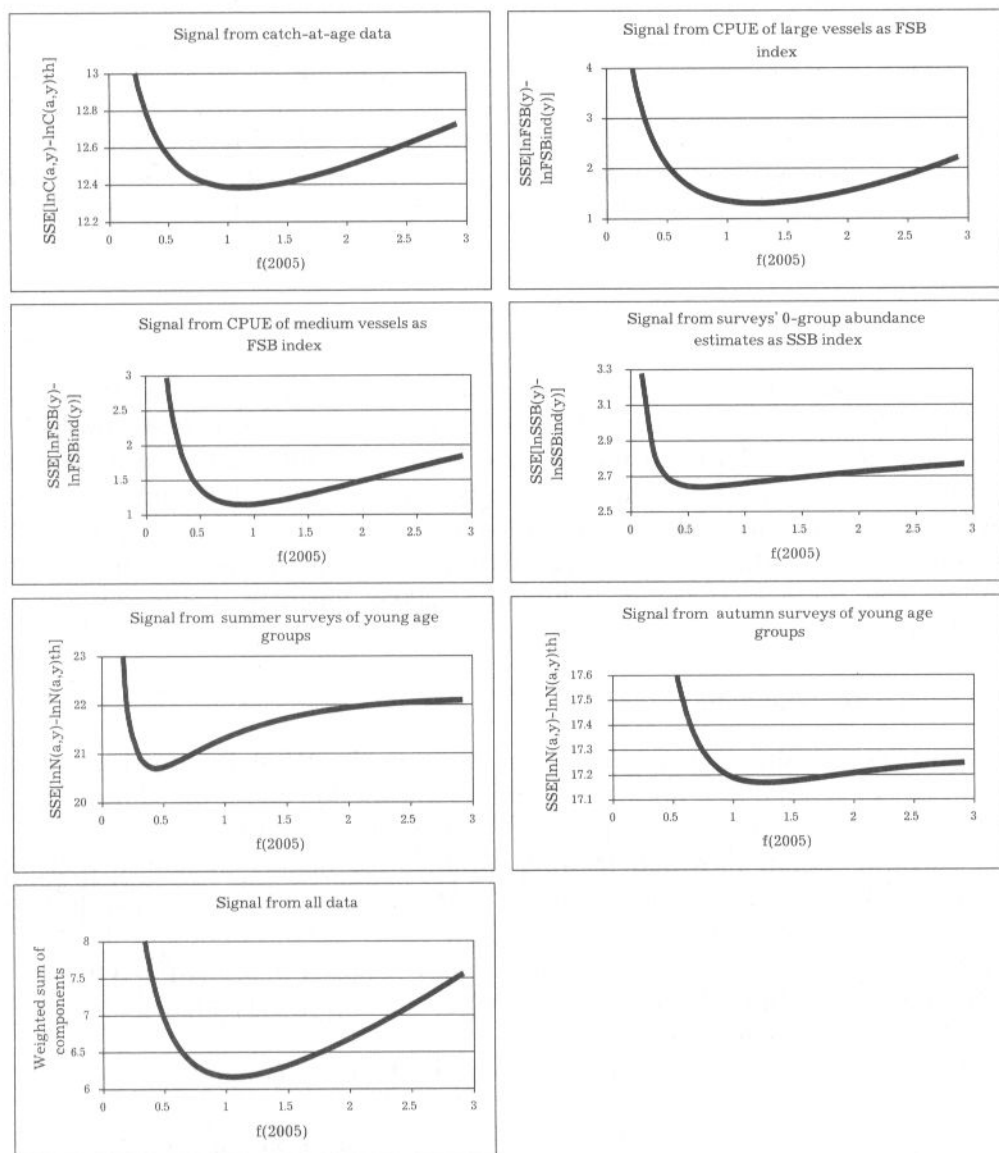 Signal from catch-at-age data
SSE[lnC(a,y)-lnC(a,y)th]
13
12.8
12.6
12.4
12.2
0 0.5 1 1.5 2 2.5 3
f(2005)
Signal from CPUE of large vessels as FSB
index
SSE[lnFSB(y)-
lnFSBind(y)]
4
3
2
1
0 0.5 1 1.5 2 2.5 3
f(2005)
Signal from CPUE of medium vessels as
FSB index
SSE[lnFSB(y)-
lnFSBind(y)]
3
2.5
2
1.5
1
0 0.5 1 1.5 2 2.5 3
f(2005)
Signal from surveys' 0-group abundance
estimates as SSB index
SSE[lnSSB(y)-
lnSSBind(y)]
3.3
3.1
2.9
2.7
2.5
0 0.5 1 1.5 2 2.5 3
f(2005)
Signal from summer surveys of young age
groups
SSE[lnN(a,y)-lnN(a,y)th]
23
22
21
20
0 0.5 1 1.5 2 2.5 3
f(2005)
Signal from autumn surveys of young age
groups
SSE[lnN(a,y)-lnN(a,y)th]
17.6
17.5
17.4
17.3
17.2
17.1
0 0.5 1 1.5 2 2.5 3
f(2005)
Signal from all data
Weighted sum of
components
8
7.5
7
6.5
6
0 0.5 1 1.5 2 2.5 3
f(2005)